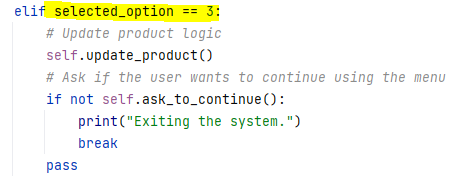 elif selected_option == 3:
    # Update product logic
    self.update_product()
    # Ask if the user wants to continue using the menu
    if not self.ask_to_continue():
        print("Exiting the system.")
        break
    pass